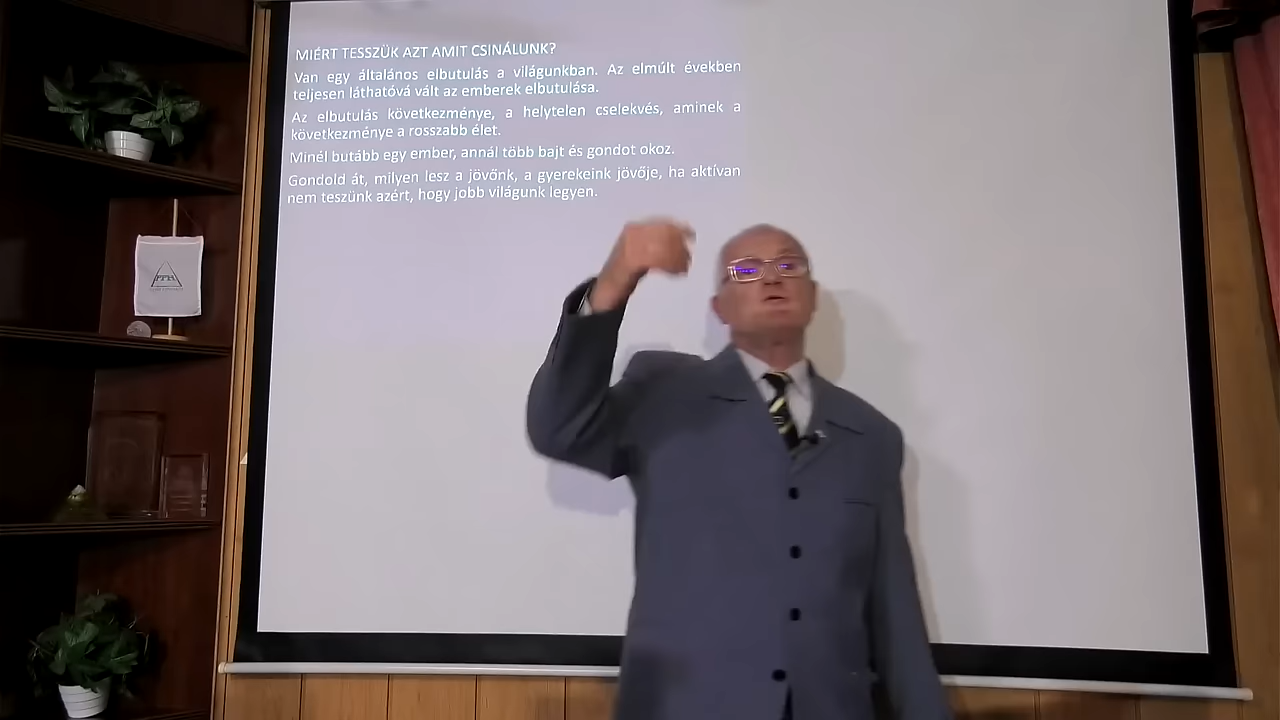 MIÉRT TESSZÜK AZT AMIT CSINÁLUNK?
Van egy általános elbutulás a világunkban. Az elmúlt években
teljesen láthatóvá vált az emberek elbutulása.
Az elbutulás következménye, a helytelen cselekvés, aminek a
következménye a rosszabb élet.
Minél butább egy ember, annál több bajt és gondot okoz.
Gondold át, milyen lesz a jövőnk, a gyerekeink jövője, ha aktívan
nem teszünk azért, hogy jobb világunk legyen.